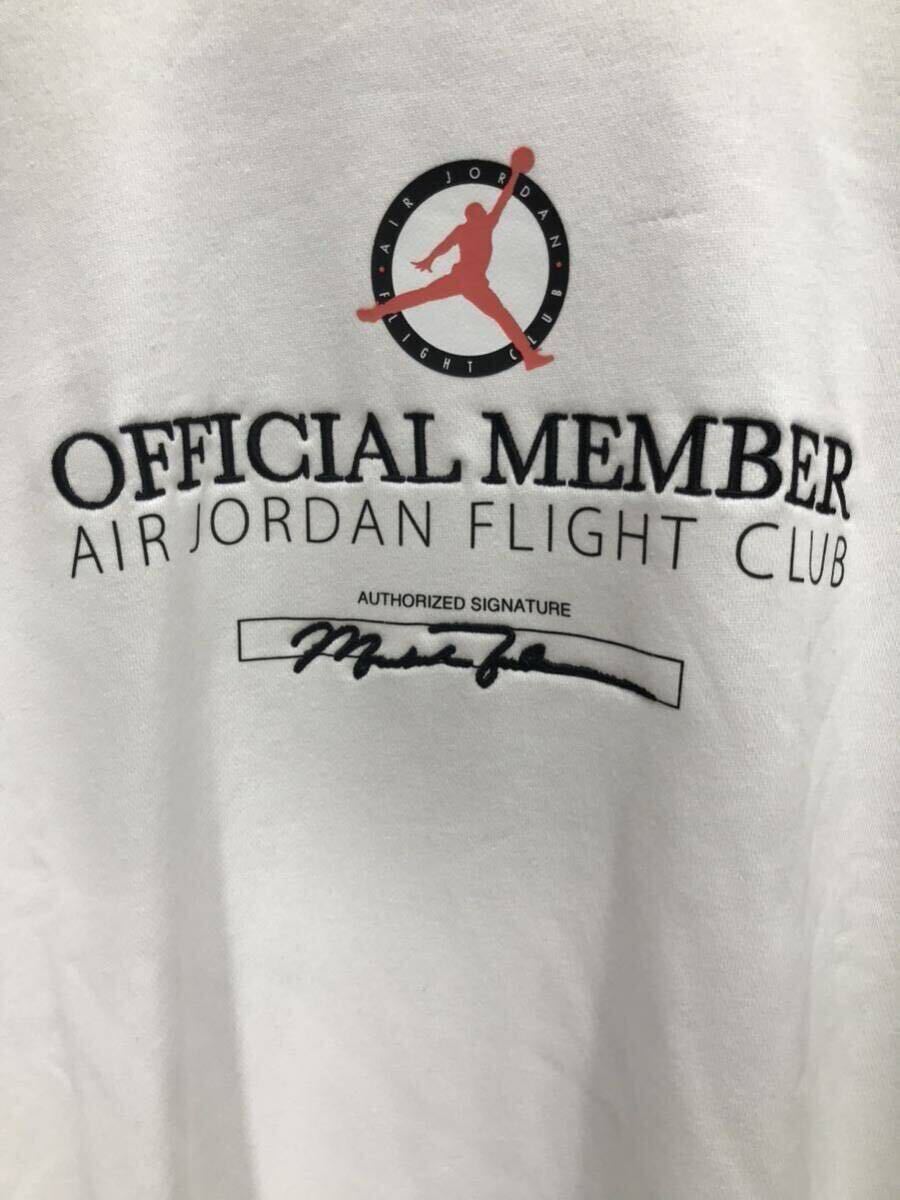 AIR JORDAN
FLIGHT CLUB
OFFICIAL MEMBER
AIR JORDAN FLIGHT CLUB
AUTHORIZED SIGNATURE